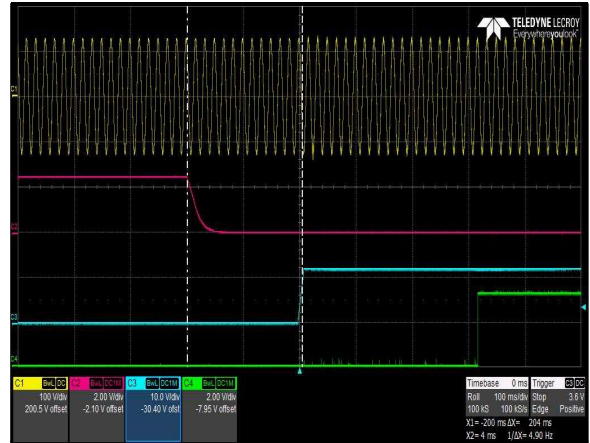 TELEDYNE LECROY
Everywhereyoulook™
C2
C3
C4
C1 BwL DC C2 BwL DC1M C3 BwL DC1M C4 BwL DC1M
100 V/div 2.00 V/div 10.0 V/div 2.00 V/div
200.5 V offset -2.10 V offset -30.40 V ofst -7.95 V offset
Timebase 0 ms Trigger C3 DC
Roll 100 ms/div Stop 3.6 V
100 kS 100 kS/s Edge Positive
X1= -200 ms ΔX= 204 ms
X2= 4 ms 1/ΔX= 4.90 Hz